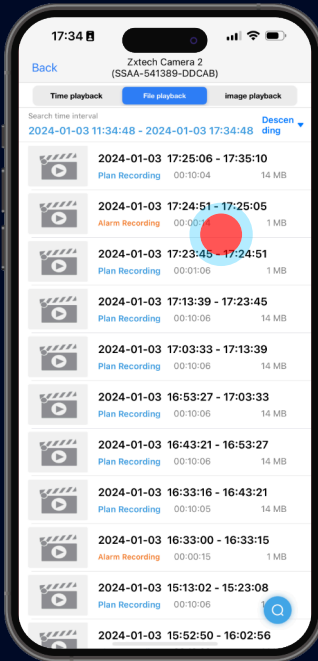 17:34
Back
Zxtech Camera 2
(SSAA-541389-DDCAB)
Time playback
File playback
image playback
Search time interval
2024-01-03 11:34:48 - 2024-01-03 17:34:48
Descen
ding
2024-01-03 17:25:06 - 17:35:10
Plan Recording 00:10:04 14 MB
2024-01-03 17:24:51 - 17:25:05
Alarm Recording 00:00:14 1 MB
2024-01-03 17:23:45 - 17:24:51
Plan Recording 00:01:06 1 MB
2024-01-03 17:13:39 - 17:23:45
Plan Recording 00:10:06 14 MB
2024-01-03 17:03:33 - 17:13:39
Plan Recording 00:10:06 14 MB
2024-01-03 16:53:27 - 17:03:33
Plan Recording 00:10:06 14 MB
2024-01-03 16:43:21 - 16:53:27
Plan Recording 00:10:06 14 MB
2024-01-03 16:33:16 - 16:43:21
Plan Recording 00:10:05 14 MB
2024-01-03 16:33:00 - 16:33:15
Alarm Recording 00:00:15 1 MB
2024-01-03 15:13:02 - 15:23:08
Plan Recording 00:10:06
2024-01-03 15:52:50 - 16:02:56